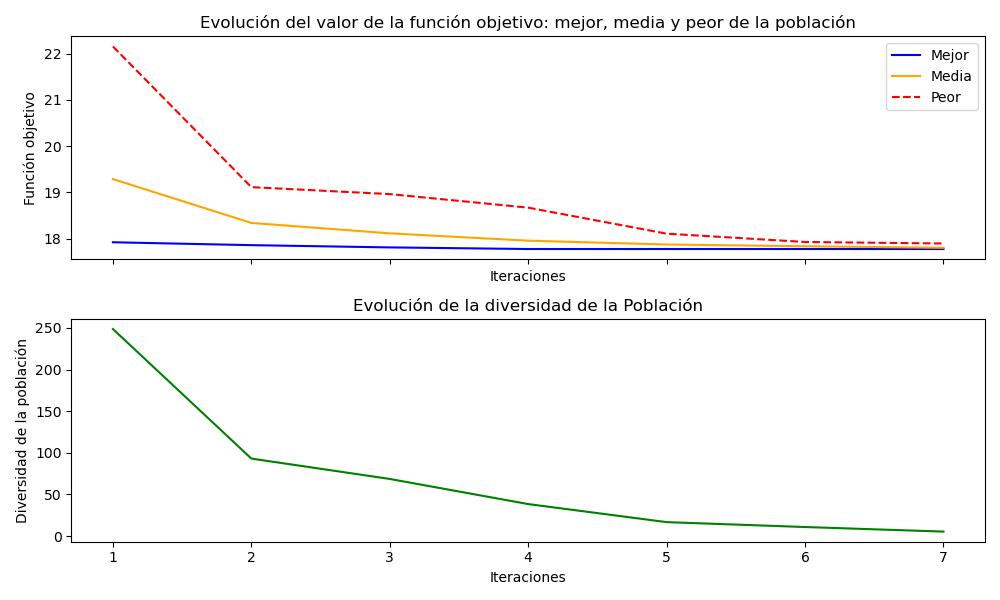 Evolución del valor de la función objetivo: mejor, media y peor de la población
Función objetivo
22
21
20
19
18
Mejor
Media
Peor
Iteraciones
Evolución de la diversidad de la Población
Diversidad de la población
250
200
150
100
50
0
1 2 3 4 5 6 7
Iteraciones